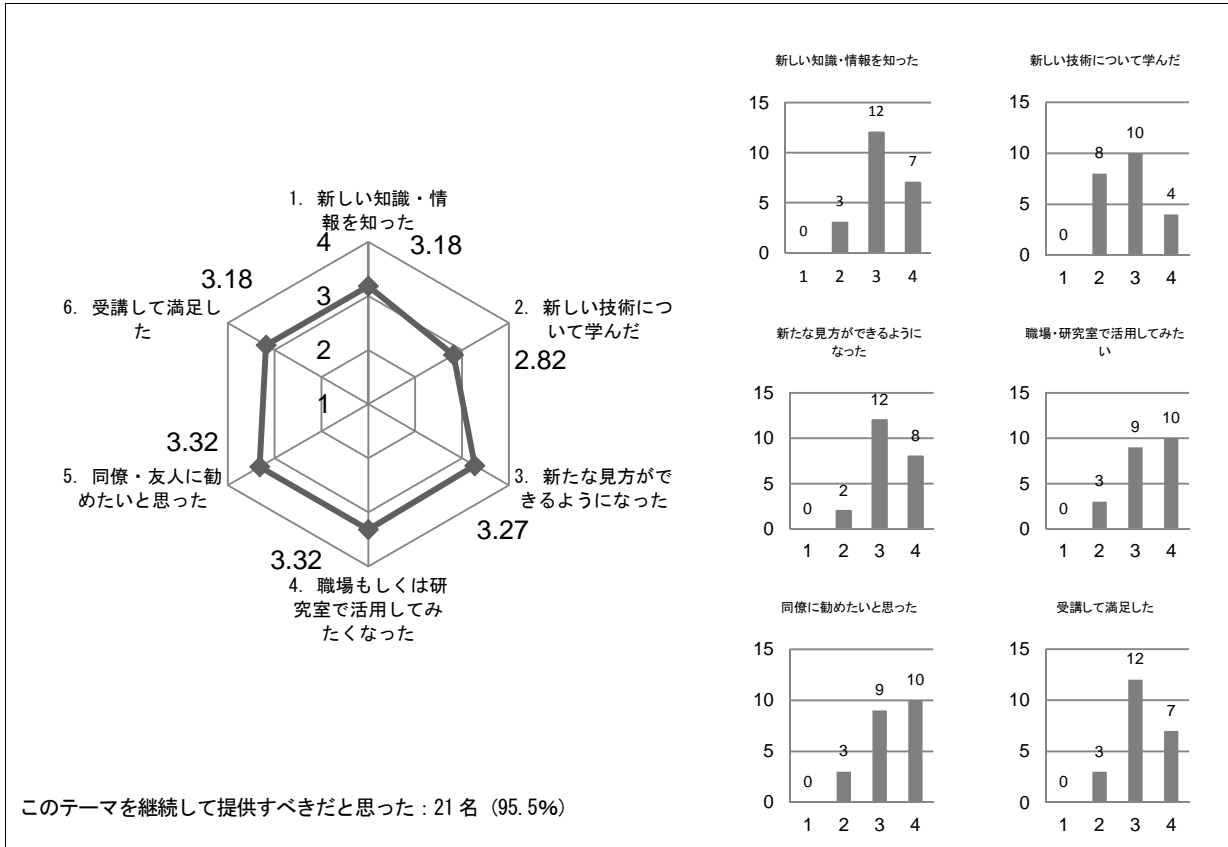 1. 新しい知識・情
報を知った
4
3.18
3
2
1
2. 新しい技術につ
いて学んだ
2.82
3. 新たな見方がで
きるようになった
3.27
4. 職場もしくは研
究室で活用してみ
たくなった
3.32
5. 同僚・友人に勧
めたいと思った
3.32
6. 受講して満足し
た
3.18
このテーマを継続して提供すべきだと思った：21 名（95.5%）
新しい知識・情報を知った
15
10
5
0
0
3
12
7
1 2 3 4
新しい技術について学んだ
15
10
5
0
0
8
10
4
1 2 3 4
新たな見方ができるように
なった
15
10
5
0
0
2
12
8
1 2 3 4
職場・研究室で活用してみた
い
15
10
5
0
0
3
9
10
1 2 3 4
同僚に勧めたいと思った
15
10
5
0
0
3
9
10
1 2 3 4
受講して満足した
15
10
5
0
0
3
12
7
1 2 3 4